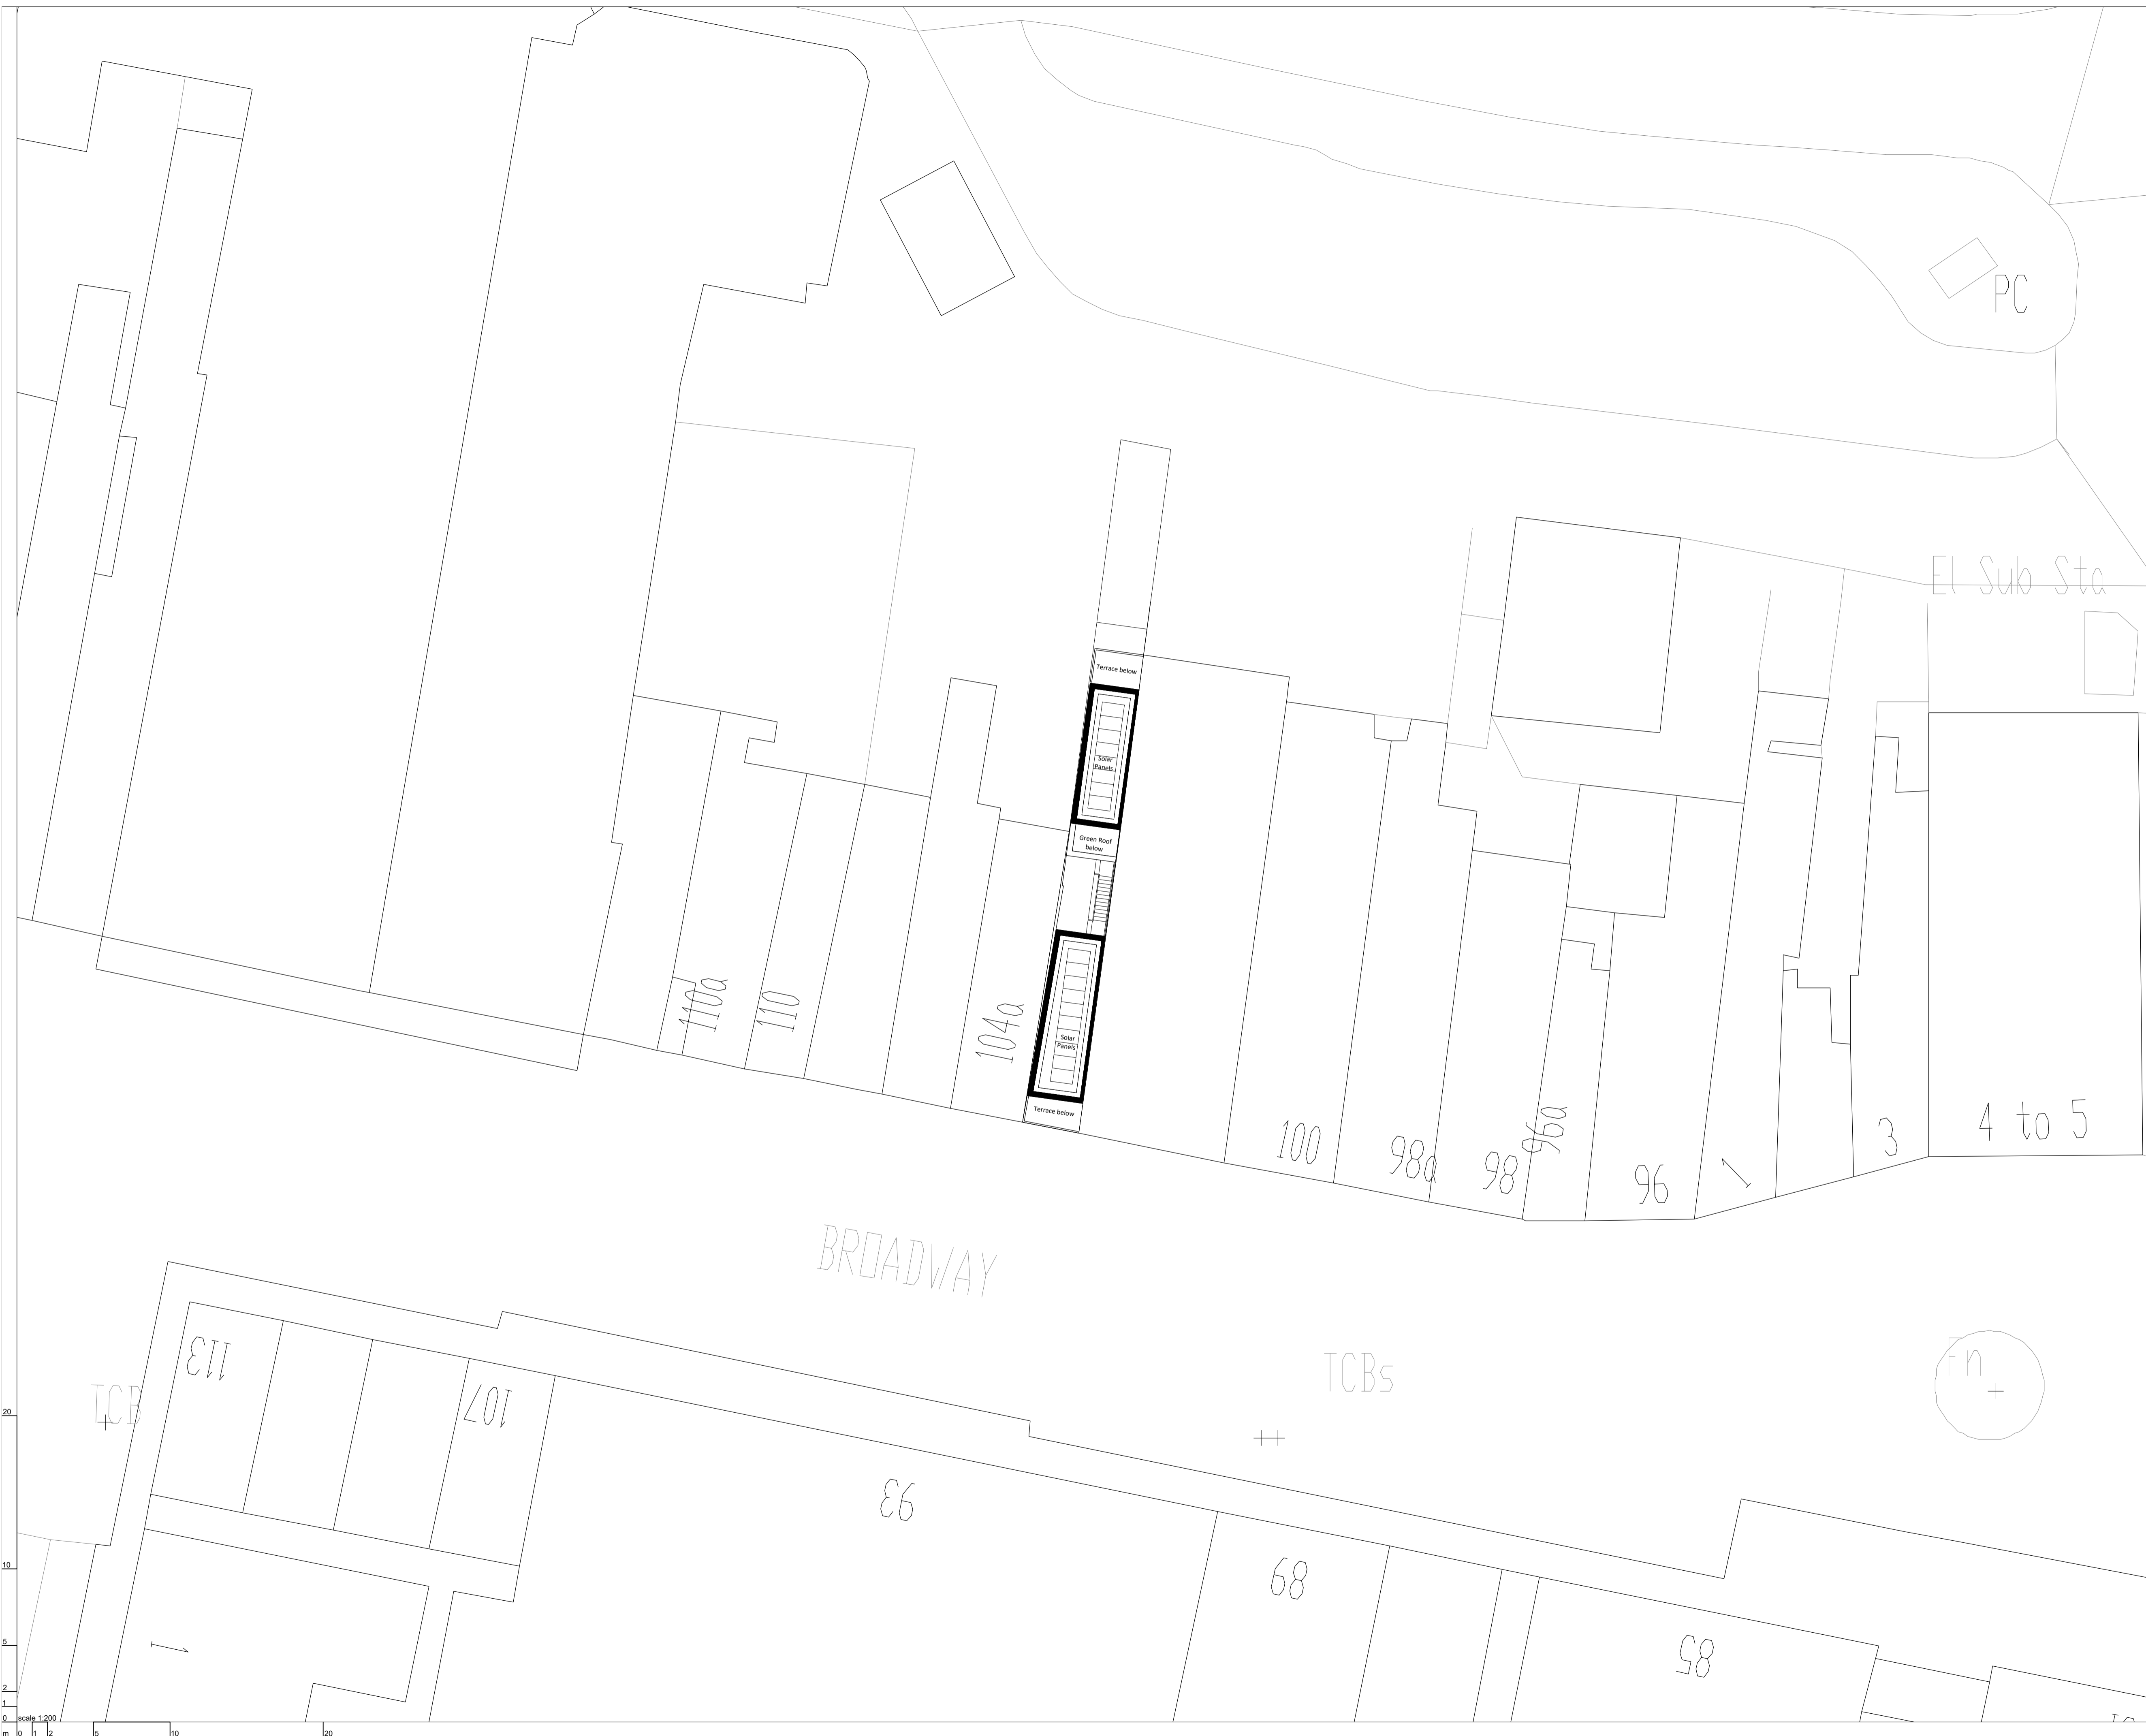 PC
El Sub Sta
Terrace below
Solar
Panels
Green Roof
below
Solar
Panels
Terrace below
110a
110
104a
100
98a
98
96a
96
1
3
4 to 5
BROADWAY
113
107
TCB
TCBs
Fn
93
89
85
1
20
10
5
2
1
0 scale 1:200
m 0 1 2 5 10 20